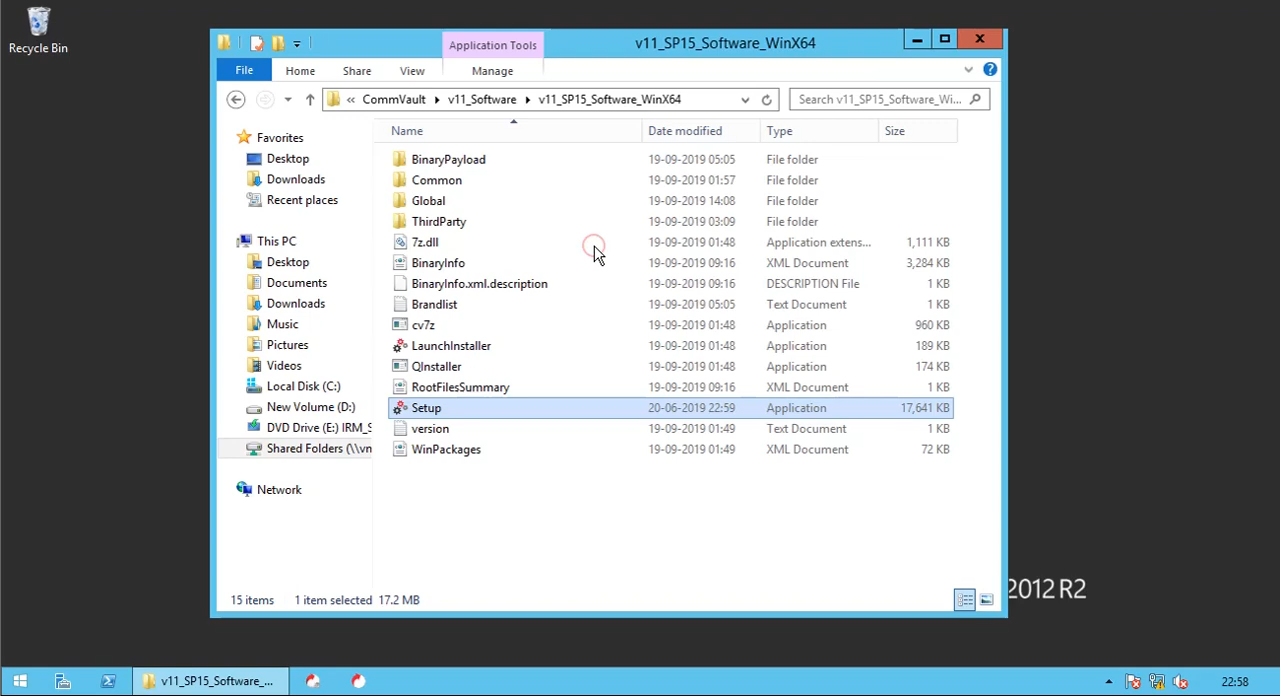 Recycle Bin
Application Tools
v11_SP15_Software_WinX64
File
Home
Share
View
Manage
« CommVault v11_Software v11_SP15_Software_WinX64
Search v11_SP15_Software_Wi...
Favorites
Desktop
Downloads
Recent places
This PC
Desktop
Documents
Downloads
Music
Pictures
Videos
Local Disk (C:)
New Volume (D:)
DVD Drive (E:) IRM_S
Shared Folders (\\vn
Network
Name Date modified Type Size
BinaryPayload 19-09-2019 05:05 File folder
Common 19-09-2019 01:57 File folder
Global 19-09-2019 14:08 File folder
ThirdParty 19-09-2019 03:09 File folder
7z.dll 19-09-2019 01:48 Application extens... 1,111 KB
BinaryInfo 19-09-2019 09:16 XML Document 3,284 KB
BinaryInfo.xml.description 19-09-2019 09:16 DESCRIPTION File 1 KB
Brandlist 19-09-2019 05:05 Text Document 1 KB
cv7z 19-09-2019 01:48 Application 960 KB
LaunchInstaller 19-09-2019 01:48 Application 189 KB
QInstaller 19-09-2019 01:48 Application 174 KB
RootFilesSummary 19-09-2019 09:16 XML Document 1 KB
Setup 20-06-2019 22:59 Application 17,641 KB
version 19-09-2019 01:49 Text Document 1 KB
WinPackages 19-09-2019 01:49 XML Document 72 KB
15 items 1 item selected 17.2 MB
2012 R2
v11_SP15_Software_...
22:58